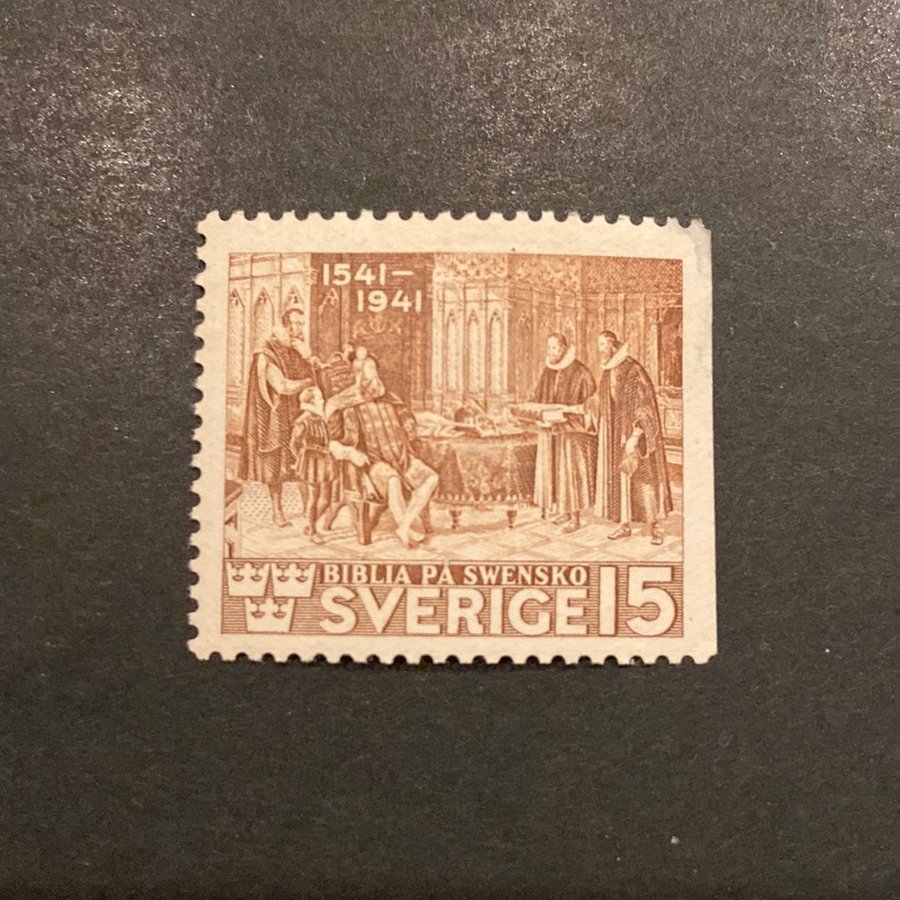 1541–
1941
BIBLIA PÅ SWENSKO
SVERIGE 15